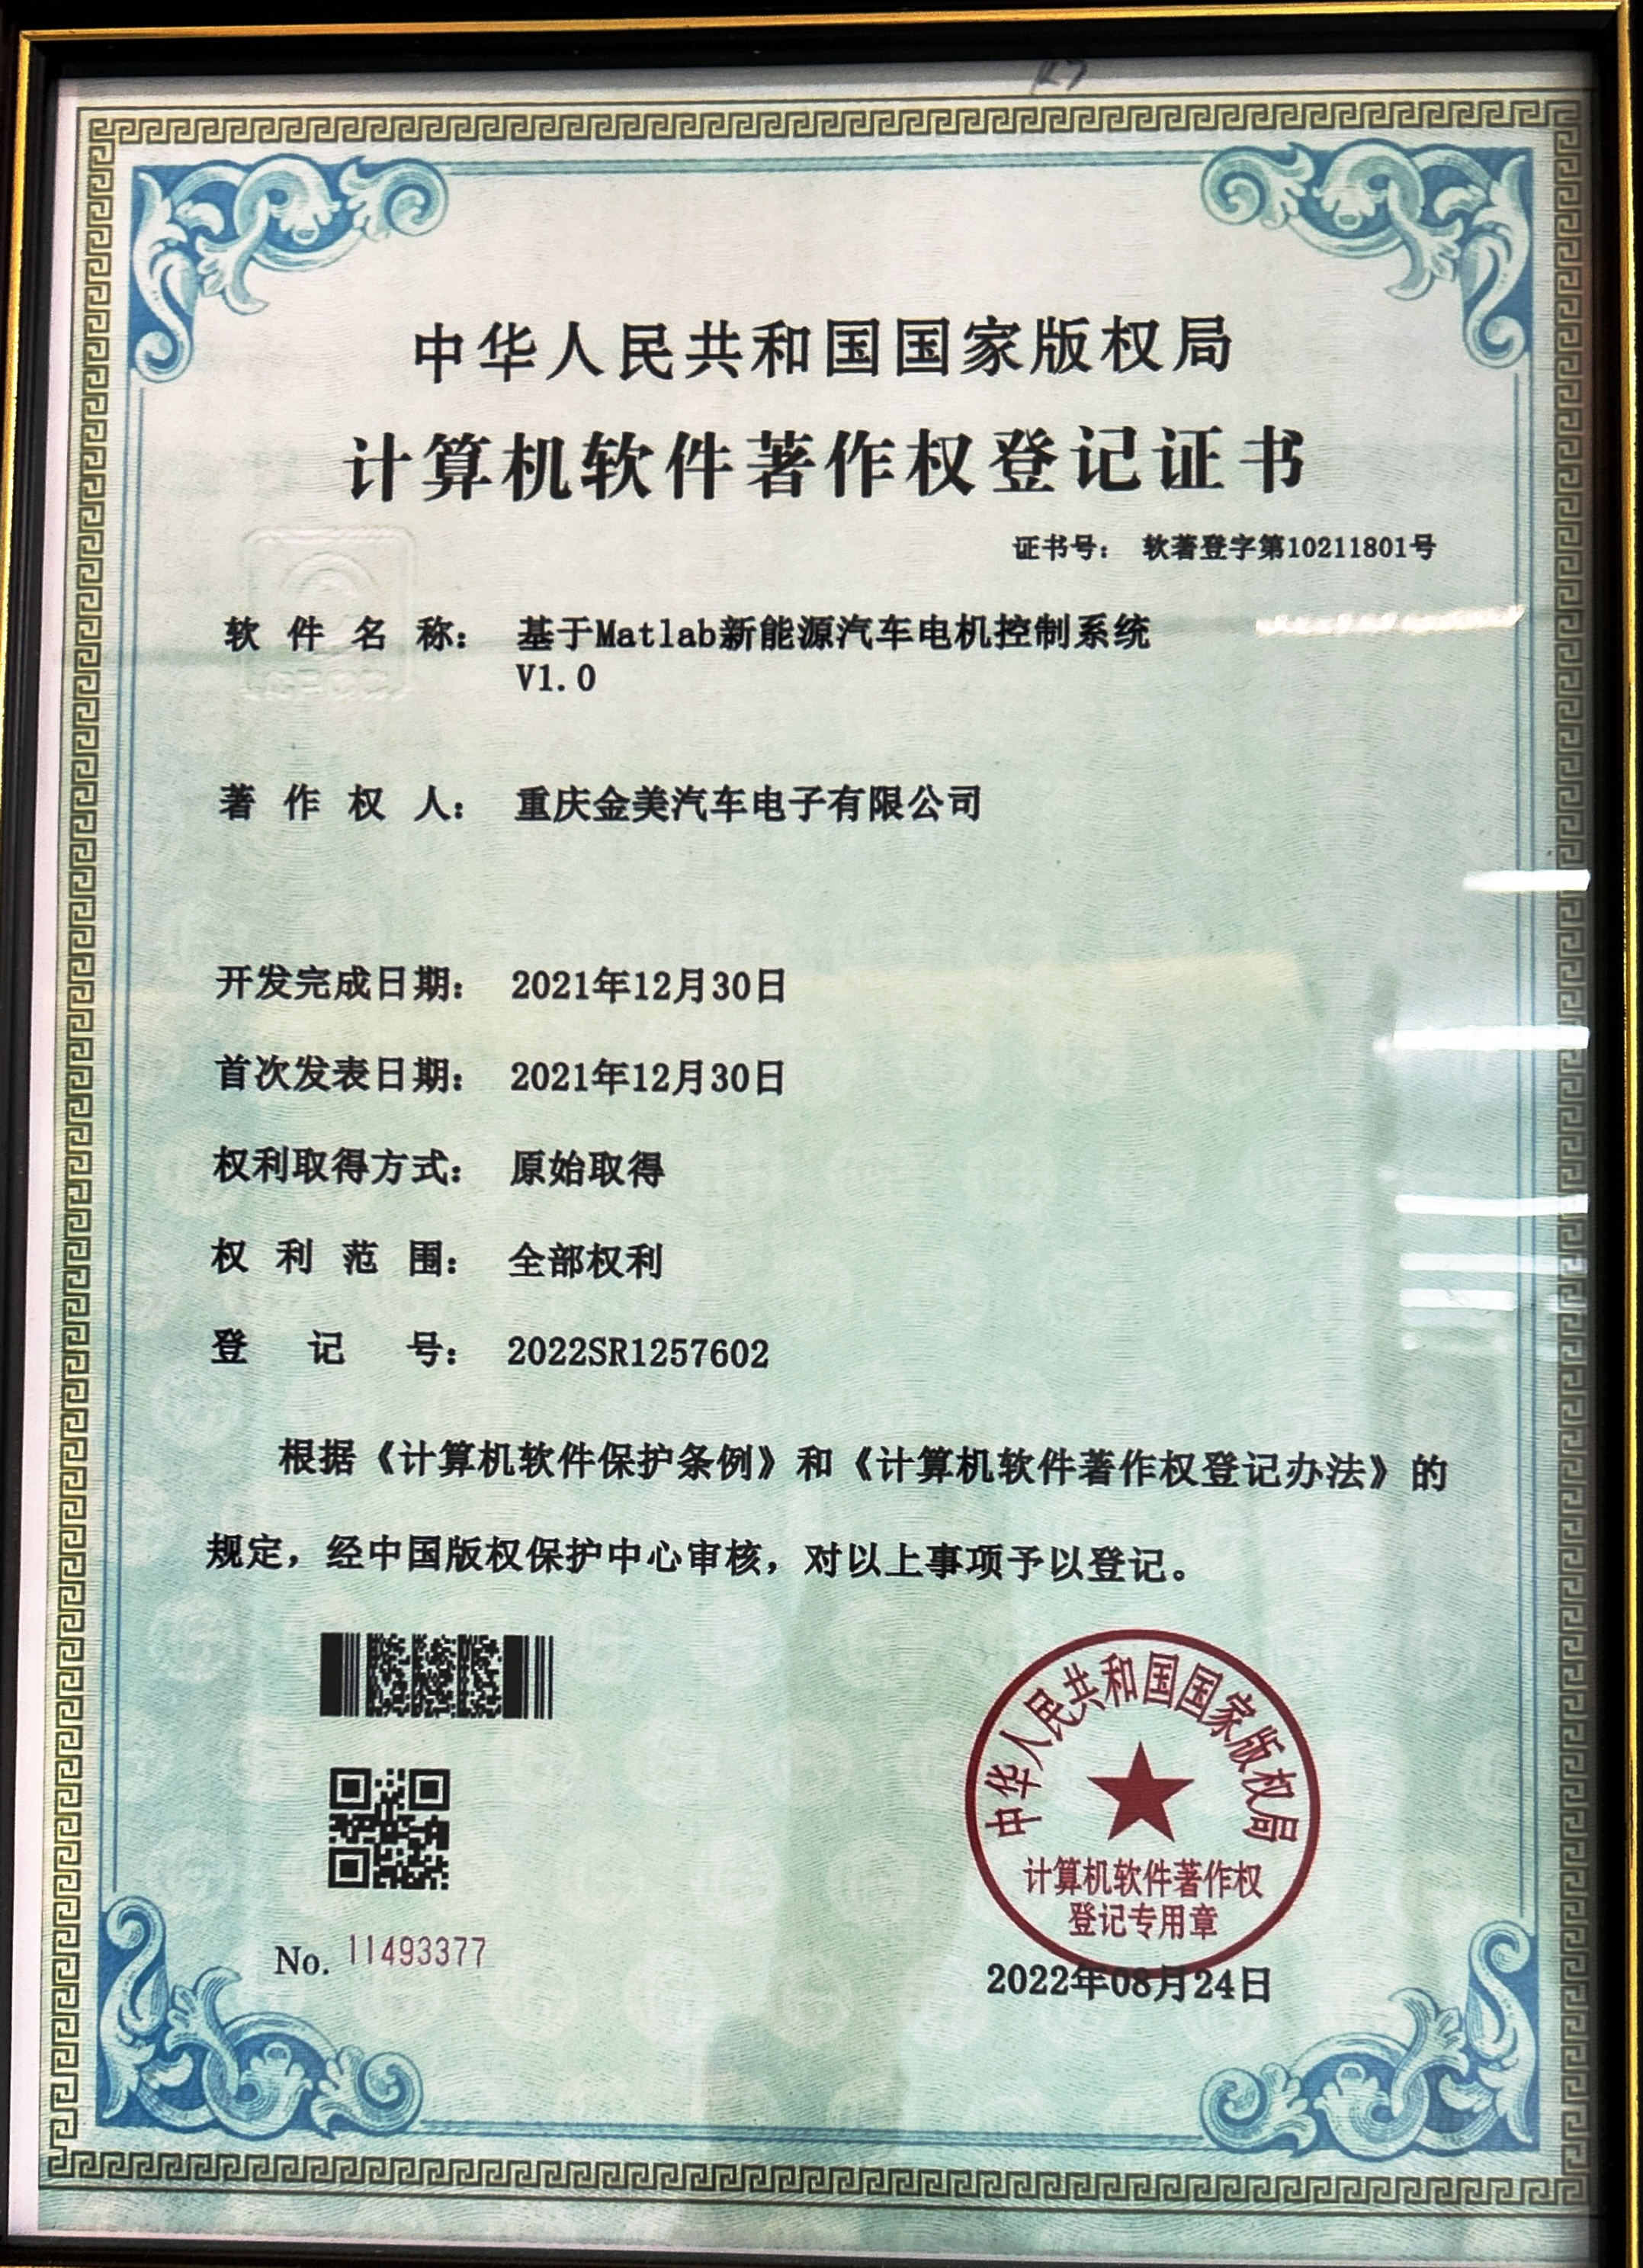 中华人民共和国国家版权局
计算机软件著作权登记证书
证书号： 软著登字第10211801号
软件名称： 基于Matlab新能源汽车电机控制系统
V1.0
著作权人： 重庆金美汽车电子有限公司
开发完成日期： 2021年12月30日
首次发表日期： 2021年12月30日
权利取得方式： 原始取得
权利范围： 全部权利
登记号： 2022SR1257602
根据《计算机软件保护条例》和《计算机软件著作权登记办法》的
规定，经中国版权保护中心审核，对以上事项予以登记。
中华人民共和国国家版权局
计算机软件著作权
登记专用章
No. 11493377
2022年08月24日